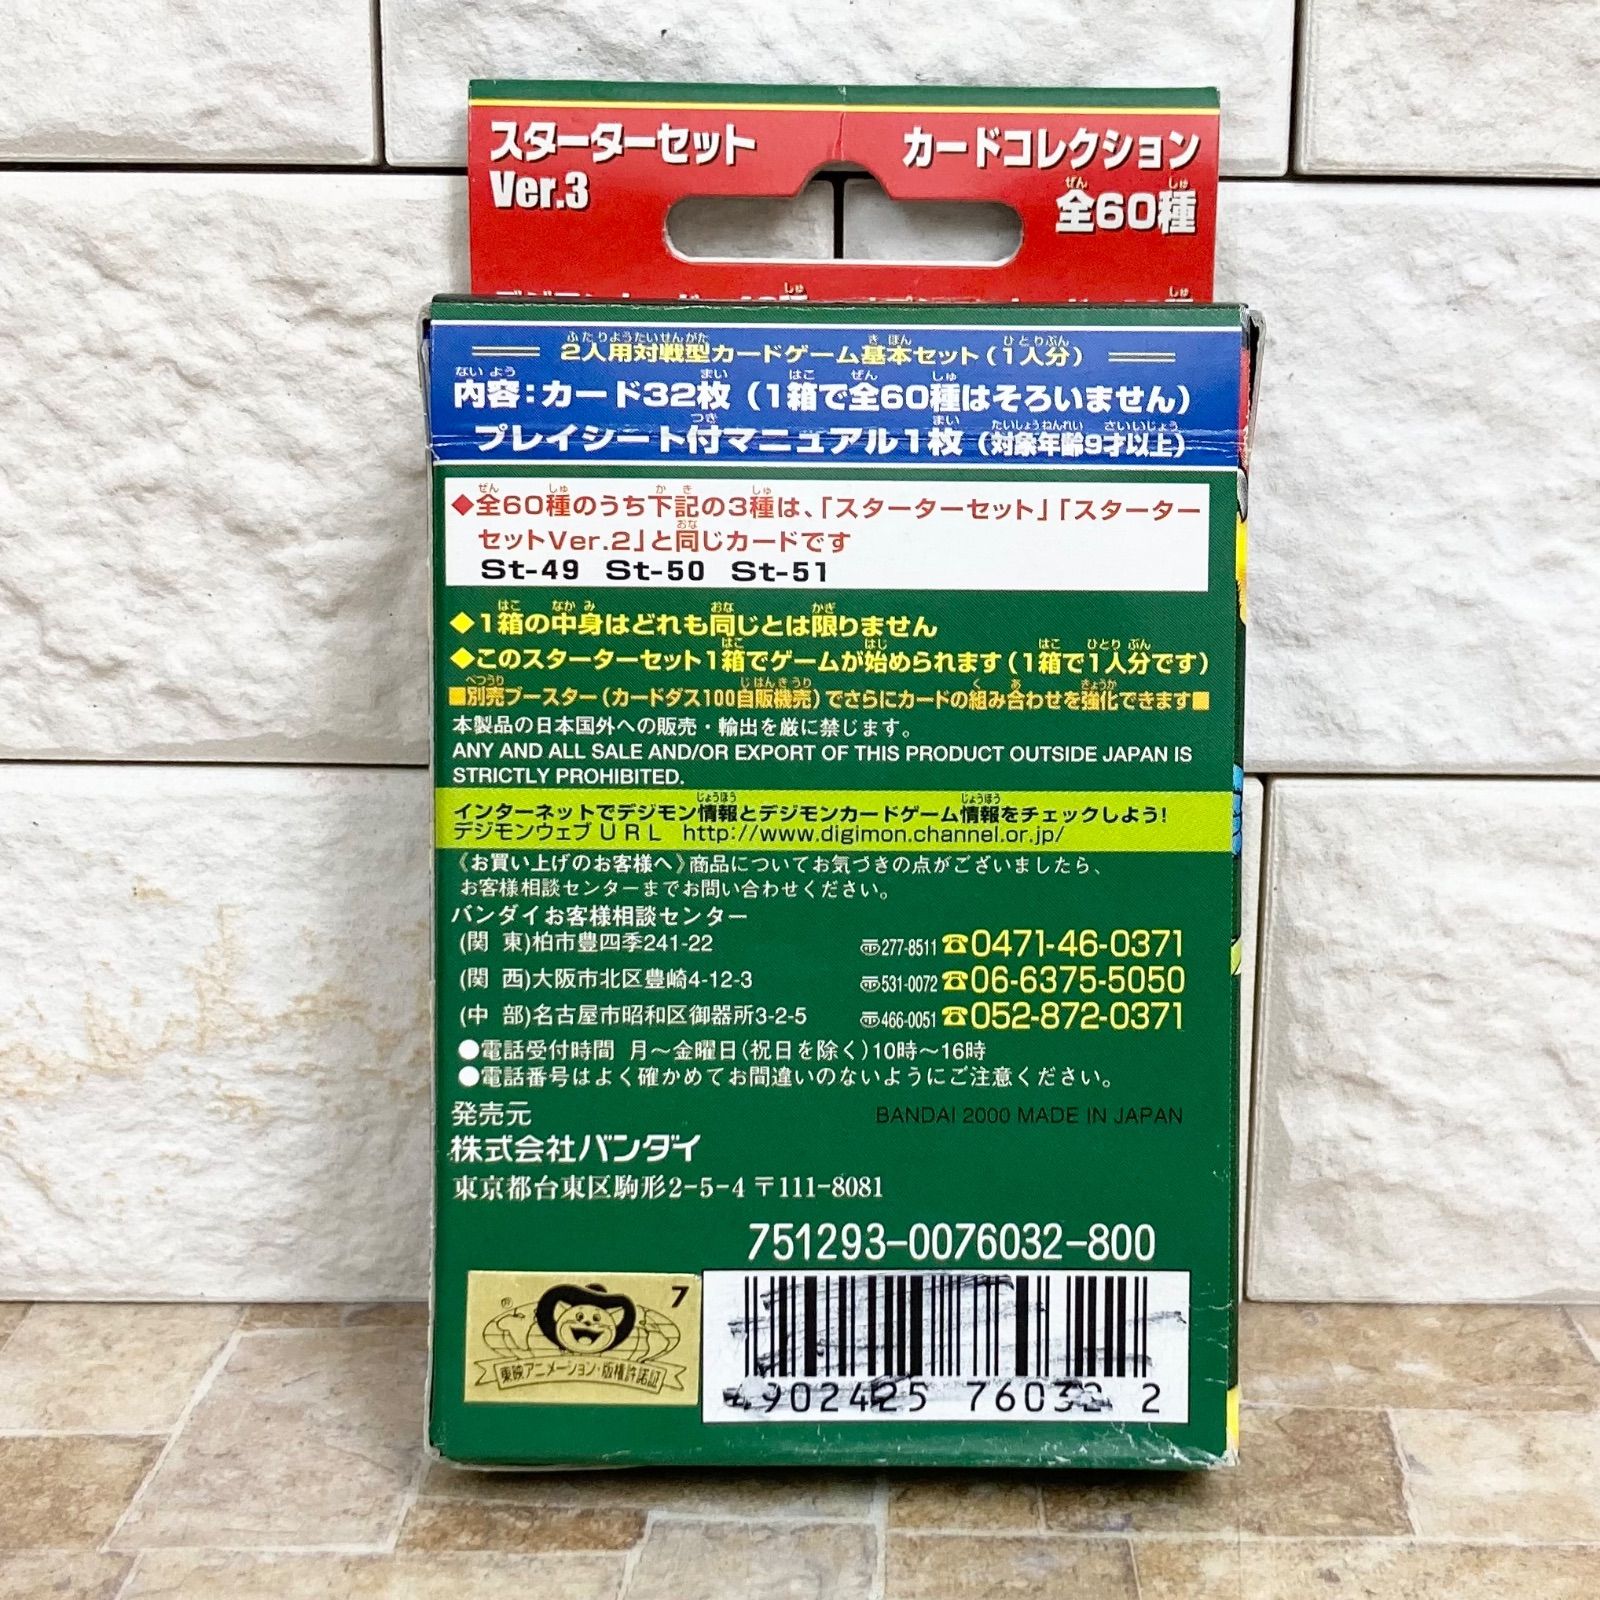 スターターセット
Ver.3
カードコレクション
全60種
2人用対戦型カードゲーム基本セット(1人分)
内容:カード32枚(1箱で全60種はそろいません)
プレイシート付マニュアル1枚(対象年齢9才以上)
◆全60種のうち下記の3種は、「スターターセット」「スターター
セットVer.2」と同じカードです
St-49 St-50 St-51
◆1箱の中身はどれも同じとは限りません
◆このスターターセット1箱でゲームが始められます(1箱で1人分です)
■別売ブースター(カードダス100自販機売)でさらにカードの組み合わせを強化できます■
本製品の日本国外への販売・輸出を厳に禁じます。
ANY AND ALL SALE AND/OR EXPORT OF THIS PRODUCT OUTSIDE JAPAN IS
STRICTLY PROHIBITED.
インターネットでデジモン情報とデジモンカードゲーム情報をチェックしよう!
デジモンウェブURL http://www.digimon.channel.or.jp/
《お買い上げのお客様へ》商品についてお気づきの点がございましたら、
お客様相談センターまでお問い合わせください。
バンダイお客様相談センター
(関 東)柏市豊四季241-22 〠277-8511 ☎0471-46-0371
(関 西)大阪市北区豊崎4-12-3 〠531-0072 ☎06-6375-5050
(中 部)名古屋市昭和区御器所3-2-5 〠466-0051 ☎052-872-0371
●電話受付時間 月〜金曜日(祝日を除く)10時〜16時
●電話番号はよく確かめてお間違いのないようにご注意ください。
発売元
BANDAI 2000 MADE IN JAPAN
株式会社バンダイ
東京都台東区駒形2-5-4 〒111-8081
751293-0076032-800
7
®
東映アニメーション・版権許諾証
4902425 76032 2